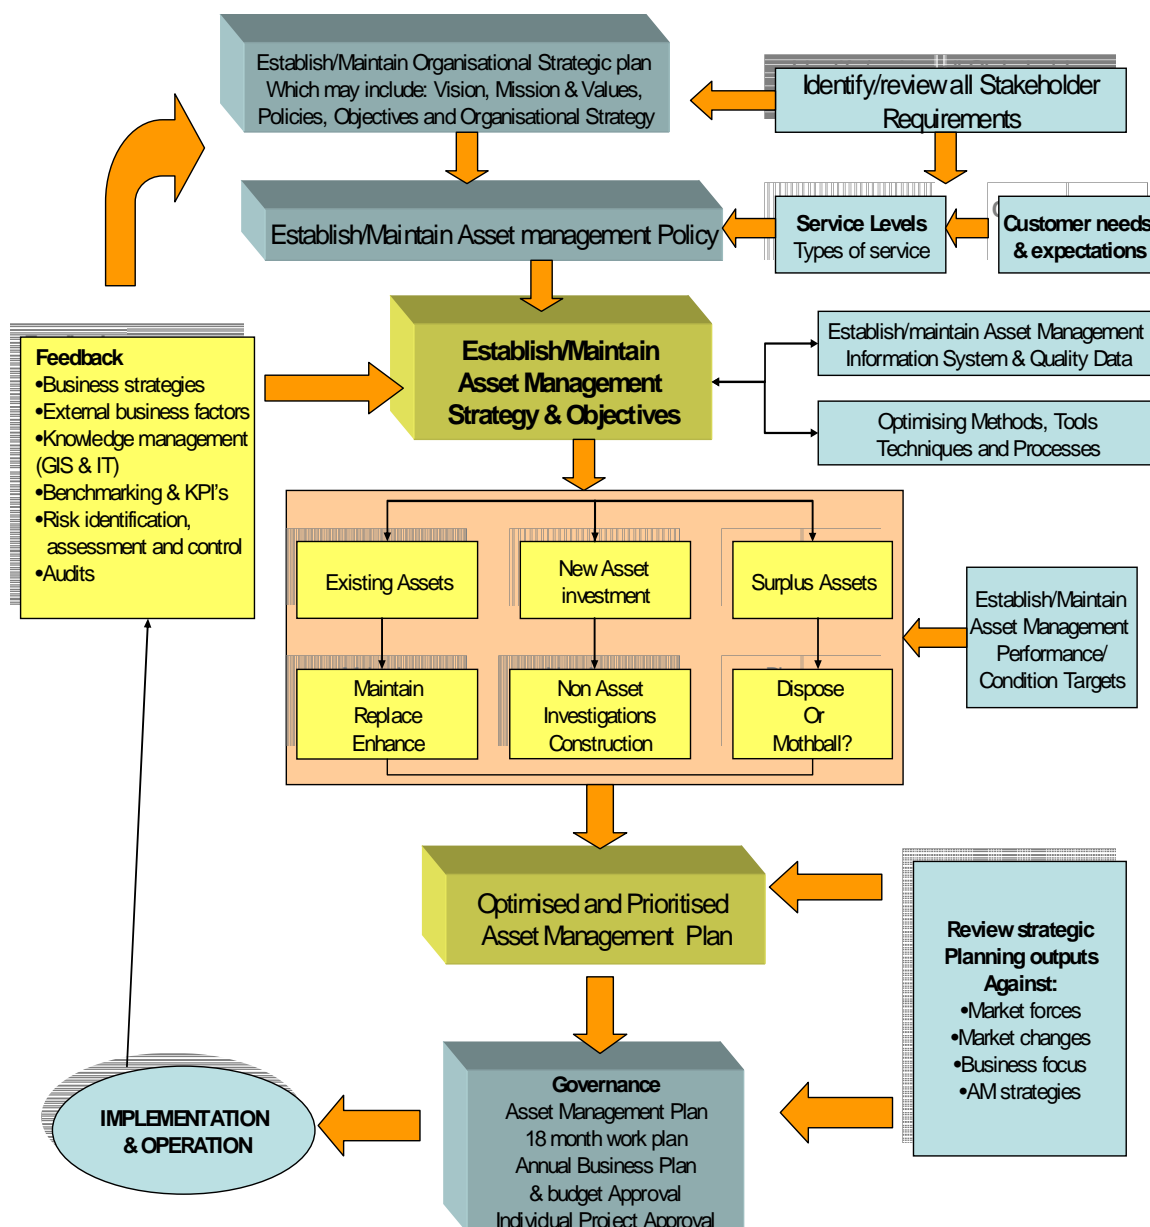 Establish/Maintain Organisational Strategic plan
Which may include: Vision, Mission & Values,
Policies, Objectives and Organisational Strategy
Identify/review all Stakeholder
Requirements
Establish/Maintain Asset management Policy
Service Levels
Types of service
Customer needs
& expectations
Establish/Maintain
Asset Management
Strategy & Objectives
Establish/maintain Asset Management
Information System & Quality Data
Optimising Methods, Tools
Techniques and Processes
Feedback
•Business strategies
•External business factors
•Knowledge management
(GIS & IT)
•Benchmarking & KPI's
•Risk identification,
assessment and control
•Audits
Existing Assets
New Asset
investment
Surplus Assets
Maintain
Replace
Enhance
Non Asset
Investigations
Construction
Dispose
Or
Mothball?
Establish/Maintain
Asset Management
Performance/
Condition Targets
Optimised and Prioritised
Asset Management Plan
Review strategic
Planning outputs
Against:
•Market forces
•Market changes
•Business focus
•AM strategies
Governance
Asset Management Plan
18 month work plan
Annual Business Plan
& budget Approval
Individual Project Approval
IMPLEMENTATION
& OPERATION